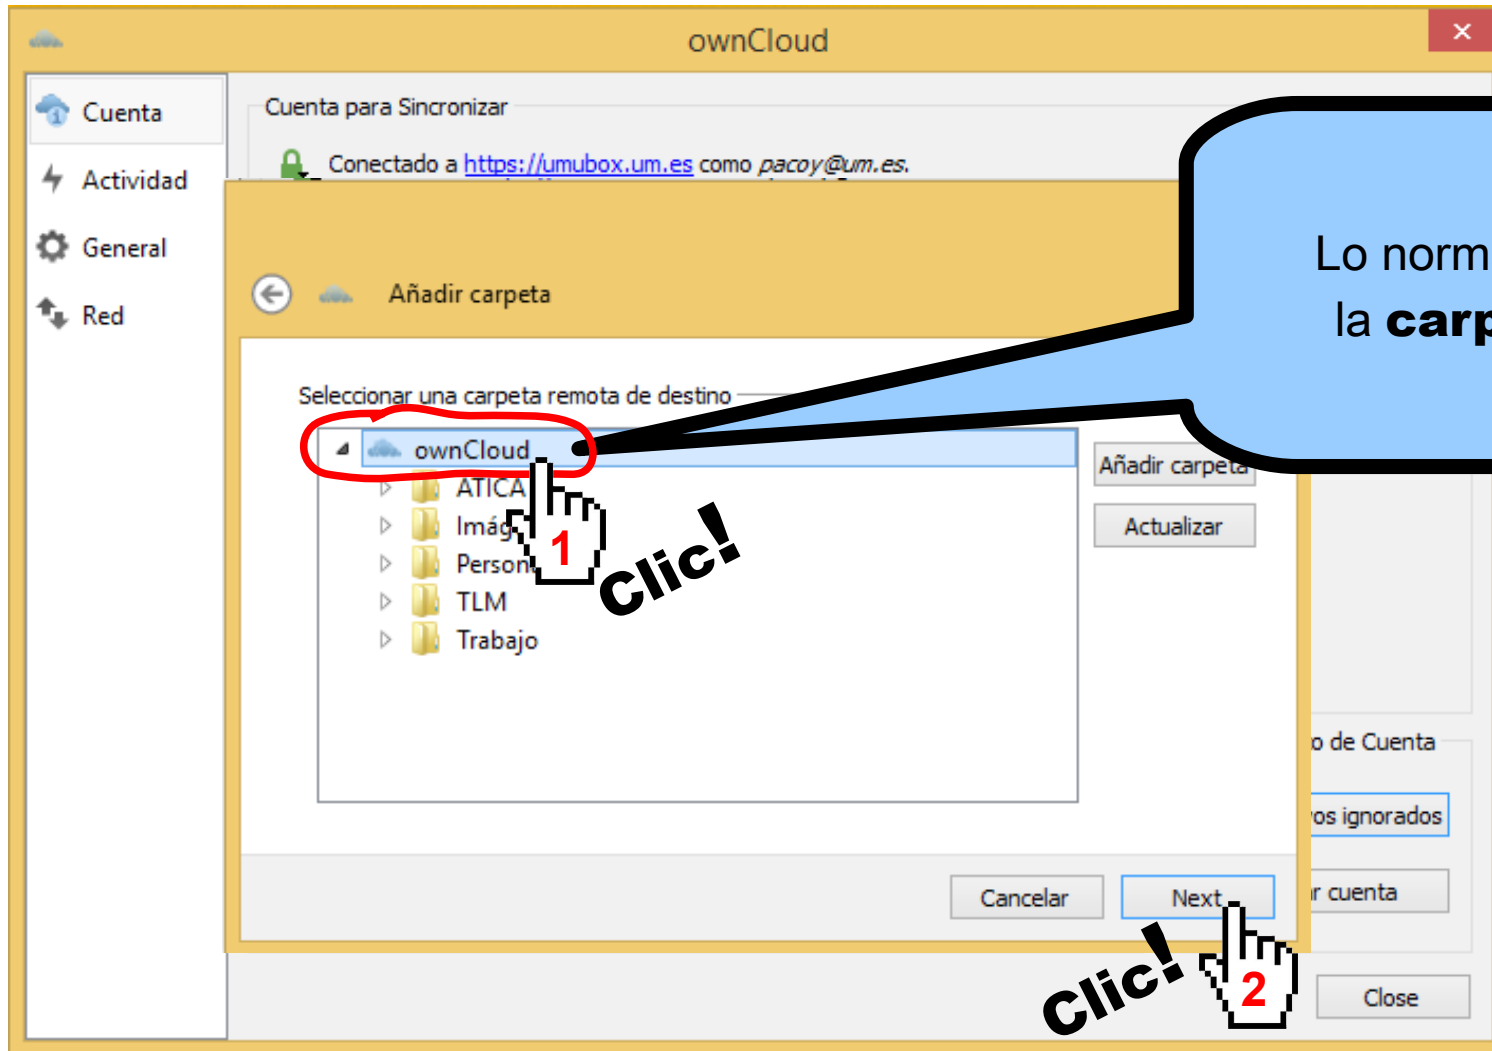 ownCloud
Cuenta
Actividad
General
Red
Cuenta para Sincronizar
Conectado a https://umubox.um.es como pacoy@um.es.
Añadir carpeta
Lo norm
la carp
Seleccionar una carpeta remota de destino
ownCloud
ATICA
Imág
Person
TLM
Trabajo
Añadir carpeta
Actualizar
1
Clic!
o de Cuenta
os ignorados
r cuenta
Cancelar
Next
Clic!
2
Close